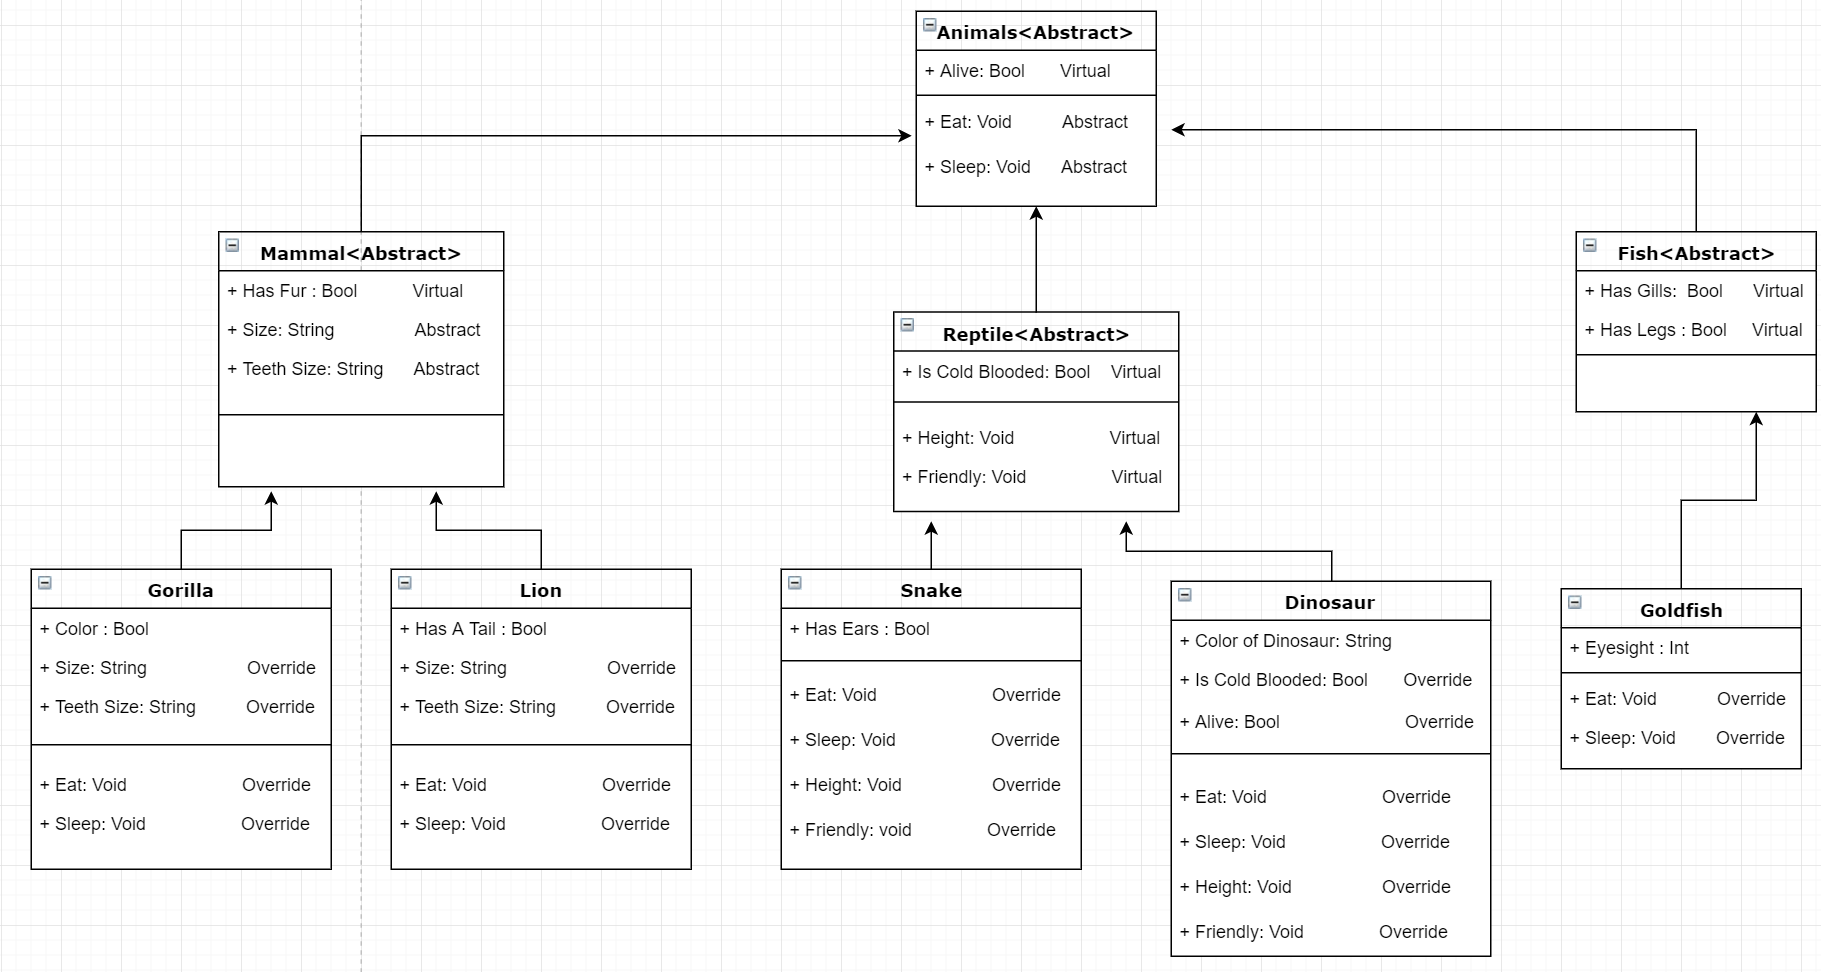 Animals<Abstract>
+ Alive: Bool Virtual
+ Eat: Void Abstract
+ Sleep: Void Abstract
Mammal<Abstract>
+ Has Fur : Bool Virtual
+ Size: String Abstract
+ Teeth Size: String Abstract
Reptile<Abstract>
+ Is Cold Blooded: Bool Virtual
+ Height: Void Virtual
+ Friendly: Void Virtual
Fish<Abstract>
+ Has Gills: Bool Virtual
+ Has Legs : Bool Virtual
Gorilla
+ Color : Bool
+ Size: String Override
+ Teeth Size: String Override
+ Eat: Void Override
+ Sleep: Void Override
Lion
+ Has A Tail : Bool
+ Size: String Override
+ Teeth Size: String Override
+ Eat: Void Override
+ Sleep: Void Override
Snake
+ Has Ears : Bool
+ Eat: Void Override
+ Sleep: Void Override
+ Height: Void Override
+ Friendly: void Override
Dinosaur
+ Color of Dinosaur: String
+ Is Cold Blooded: Bool Override
+ Alive: Bool Override
+ Eat: Void Override
+ Sleep: Void Override
+ Height: Void Override
+ Friendly: Void Override
Goldfish
+ Eyesight : Int
+ Eat: Void Override
+ Sleep: Void Override